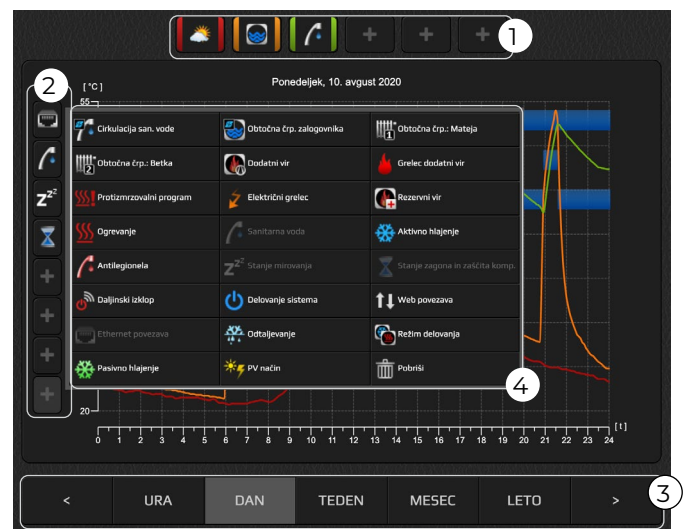 1
2
[°C]
Ponedeljek, 10. avgust 2020
55
Cirkulacija san. vode
Obtočna črp. zalogovnika
1
Obtočna črp.: Mateja
2
Obtočna črp.: Betka
Dodatni vir
Grelec dodatni vir
Protizmrzovalni program
Električni grelec
Rezervni vir
zZZ
Ogrevanje
Sanitarna voda
Aktivno hlajenje
Antilegionela
zZZ
Stanje mirovanja
Stanje zagona in zaščita komp.
Daljinski izklop
Delovanje sistema
Web povezava
Ethernet povezava
Odtaljevanje
Režim delovanja
Pasivno hlajenje
PV način
Pobriši
4
20
[t]
0 1 2 3 4 5 6 7 8 9 10 11 12 13 14 15 16 17 18 19 20 21 22 23 24
3
< URA DAN TEDEN MESEC LETO >